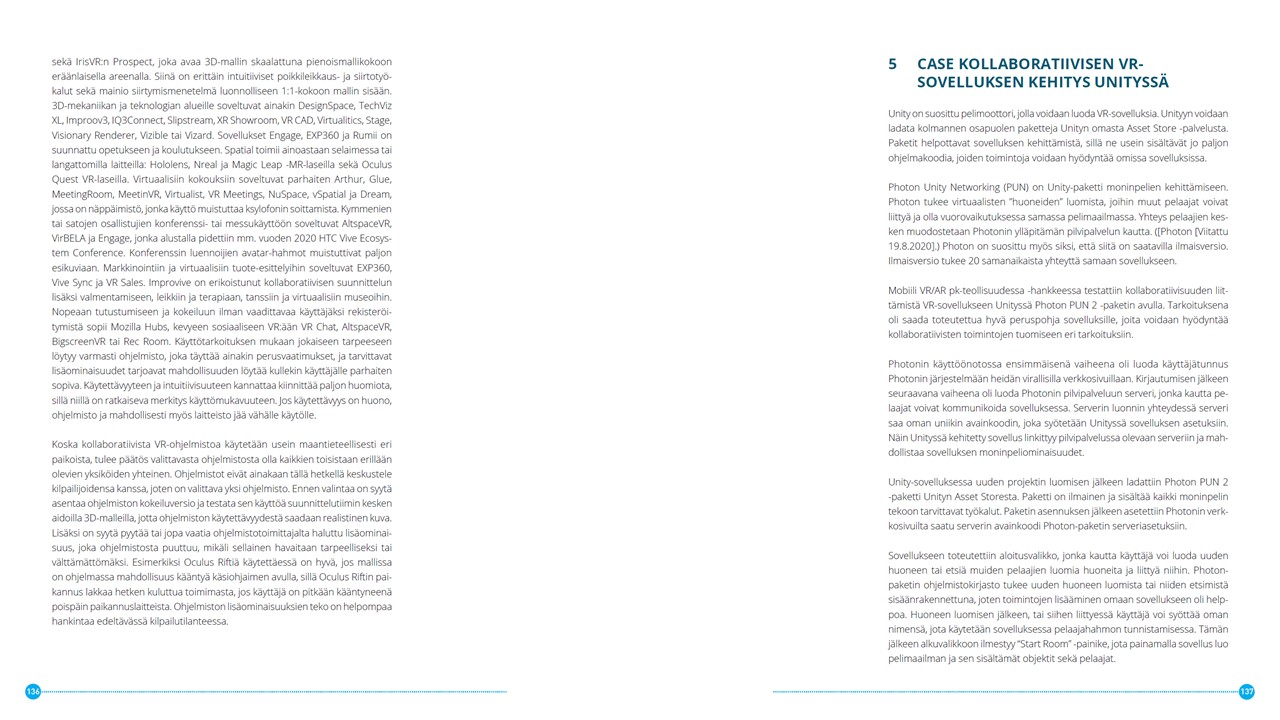 sekä IrisVR:n Prospect, joka avaa 3D-mallin skaalattuna pienoismallikokoon
eräänlaisella areenalla. Siinä on erittäin intuitiiviset poikkileikkaus- ja siirtotyö-
kalut sekä mainio siirtymismenetelmä luonnolliseen 1:1-kokoon mallin sisään.
3D-mekaniikan ja teknologian alueille soveltuvat ainakin DesignSpace, TechViz
XL, Improov3, IQ3Connect, Slipstream, XR Showroom, VR CAD, Virtualitics, Stage,
Visionary Renderer, Vizible tai Vizard. Sovellukset Engage, EXP360 ja Rumii on
suunnattu opetukseen ja koulutukseen. Spatial toimii ainoastaan selaimessa tai
langattomilla laitteilla: Hololens, Nreal ja Magic Leap -MR-laseilla sekä Oculus
Quest VR-laseilla. Virtuaalisiin kokouksiin soveltuvat parhaiten Arthur, Glue,
MeetingRoom, MeetinVR, Virtualist, VR Meetings, NuSpace, vSpatial ja Dream,
jossa on näppäimistö, jonka käyttö muistuttaa ksylofonin soittamista. Kymmenien
tai satojen osallistujien konferenssi- tai messukäyttöön soveltuvat AltspaceVR,
VirBELA ja Engage, jonka alustalla pidettiin mm. vuoden 2020 HTC Vive Ecosys-
tem Conference. Konferenssin luennoijien avatar-hahmot muistuttivat paljon
esikuviaan. Markkinointiin ja virtuaalisiin tuote-esittelyihin soveltuvat EXP360,
Vive Sync ja VR Sales. Improvive on erikoistunut kollaboratiivisen suunnittelun
lisäksi valmentamiseen, leikkiin ja terapiaan, tanssiin ja virtuaalisiin museoihin.
Nopeaan tutustumiseen ja kokeiluun ilman vaadittavaa käyttäjäksi rekisteröi-
tymistä sopii Mozilla Hubs, kevyeen sosiaaliseen VR:ään VR Chat, AltspaceVR,
BigscreenVR tai Rec Room. Käyttötarkoituksen mukaan jokaiseen tarpeeseen
löytyy varmasti ohjelmisto, joka täyttää ainakin perusvaatimukset, ja tarvittavat
lisäominaisuudet tarjoavat mahdollisuuden löytää kullekin käyttäjälle parhaiten
sopiva. Käytettävyyteen ja intuitiivisuuteen kannattaa kiinnittää paljon huomiota,
sillä niillä on ratkaiseva merkitys käyttömukavuuteen. Jos käytettävyys on huono,
ohjelmisto ja mahdollisesti myös laitteisto jää vähälle käytölle.
Koska kollaboratiivista VR-ohjelmistoa käytetään usein maantieteellisesti eri
paikoista, tulee päätös valittavasta ohjelmistosta olla kaikkien toisistaan erillään
olevien yksiköiden yhteinen. Ohjelmistot eivät ainakaan tällä hetkellä keskustele
kilpailijoidensa kanssa, joten on valittava yksi ohjelmisto. Ennen valintaa on syytä
asentaa ohjelmiston kokeiluversio ja testata sen käyttöä suunnittelutiimin kesken
aidoilla 3D-malleilla, jotta ohjelmiston käytettävyydestä saadaan realistinen kuva.
Lisäksi on syytä pyytää tai jopa vaatia ohjelmistotoimittajalta haluttu lisäominai-
suus, joka ohjelmistosta puuttuu, mikäli sellainen havaitaan tarpeelliseksi tai
välttämättömäksi. Esimerkiksi Oculus Riftiä käytettäessä on hyvä, jos mallissa
on ohjelmassa mahdollisuus kääntyä käsiohjaimen avulla, sillä Oculus Riftin pai-
kannus lakkaa hetken kuluttua toimimasta, jos käyttäjä on pitkään kääntyneenä
poispäin paikannuslaitteista. Ohjelmiston lisäominaisuuksien teko on helpompaa
hankintaa edeltävässä kilpailutilanteessa.
136
5 CASE KOLLABORATIIVISEN VR-
SOVELLUKSEN KEHITYS UNITYSSÄ
Unity on suosittu pelimoottori, jolla voidaan luoda VR-sovelluksia. Unityyn voidaan
ladata kolmannen osapuolen paketteja Unityn omasta Asset Store -palvelusta.
Paketit helpottavat sovelluksen kehittämistä, sillä ne usein sisältävät jo paljon
ohjelmakoodia, joiden toimintoja voidaan hyödyntää omissa sovelluksissa.
Photon Unity Networking (PUN) on Unity-paketti moninpelien kehittämiseen.
Photon tukee virtuaalisten ”huoneiden” luomista, joihin muut pelaajat voivat
liittyä ja olla vuorovaikutuksessa samassa pelimaailmassa. Yhteys pelaajien kes-
ken muodostetaan Photonin ylläpitämän pilvipalvelun kautta. ([Photon [Viitattu
19.8.2020].) Photon on suosittu myös siksi, että siitä on saatavilla ilmaisversio.
Ilmaisversio tukee 20 samanaikaista yhteyttä samaan sovellukseen.
Mobiili VR/AR pk-teollisuudessa -hankkeessa testattiin kollaboratiivisuuden liit-
tämistä VR-sovellukseen Unityssä Photon PUN 2 -paketin avulla. Tarkoituksena
oli saada toteutettua hyvä peruspohja sovelluksille, joita voidaan hyödyntää
kollaboratiivisten toimintojen tuomiseen eri tarkoituksiin.
Photonin käyttöönotossa ensimmäisenä vaiheena oli luoda käyttäjätunnus
Photonin järjestelmään heidän virallisilla verkkosivuillaan. Kirjautumisen jälkeen
seuraavana vaiheena oli luoda Photonin pilvipalveluun serveri, jonka kautta pe-
laajat voivat kommunikoida sovelluksessa. Serverin luonnin yhteydessä serveri
saa oman uniikin avainkoodin, joka syötetään Unityssä sovelluksen asetuksiin.
Näin Unityssä kehitetty sovellus linkittyy pilvipalvelussa olevaan serveriin ja mah-
dollistaa sovelluksen moninpeliominaisuudet.
Unity-sovelluksessa uuden projektin luomisen jälkeen ladattiin Photon PUN 2
-paketti Unityn Asset Storesta. Paketti on ilmainen ja sisältää kaikki moninpelin
tekoon tarvittavat työkalut. Paketin asennuksen jälkeen asetettiin Photonin verk-
kosivuilta saatu serverin avainkoodi Photon-paketin serveriasetuksiin.
Sovellukseen toteutettiin aloitusvalikko, jonka kautta käyttäjä voi luoda uuden
huoneen tai etsiä muiden pelaajien luomia huoneita ja liittyä niihin. Photon-
paketin ohjelmistokirjasto tukee uuden huoneen luomista tai niiden etsimistä
sisäänrakennettuna, joten toimintojen lisääminen omaan sovellukseen oli help-
poa. Huoneen luomisen jälkeen, tai siihen liittyessä käyttäjä voi syöttää oman
nimensä, jota käytetään sovelluksessa pelaajahahmon tunnistamisessa. Tämän
jälkeen alkuvalikkoon ilmestyy ”Start Room” -painike, jota painamalla sovellus luo
pelimaailman ja sen sisältämät objektit sekä pelaajat.
137